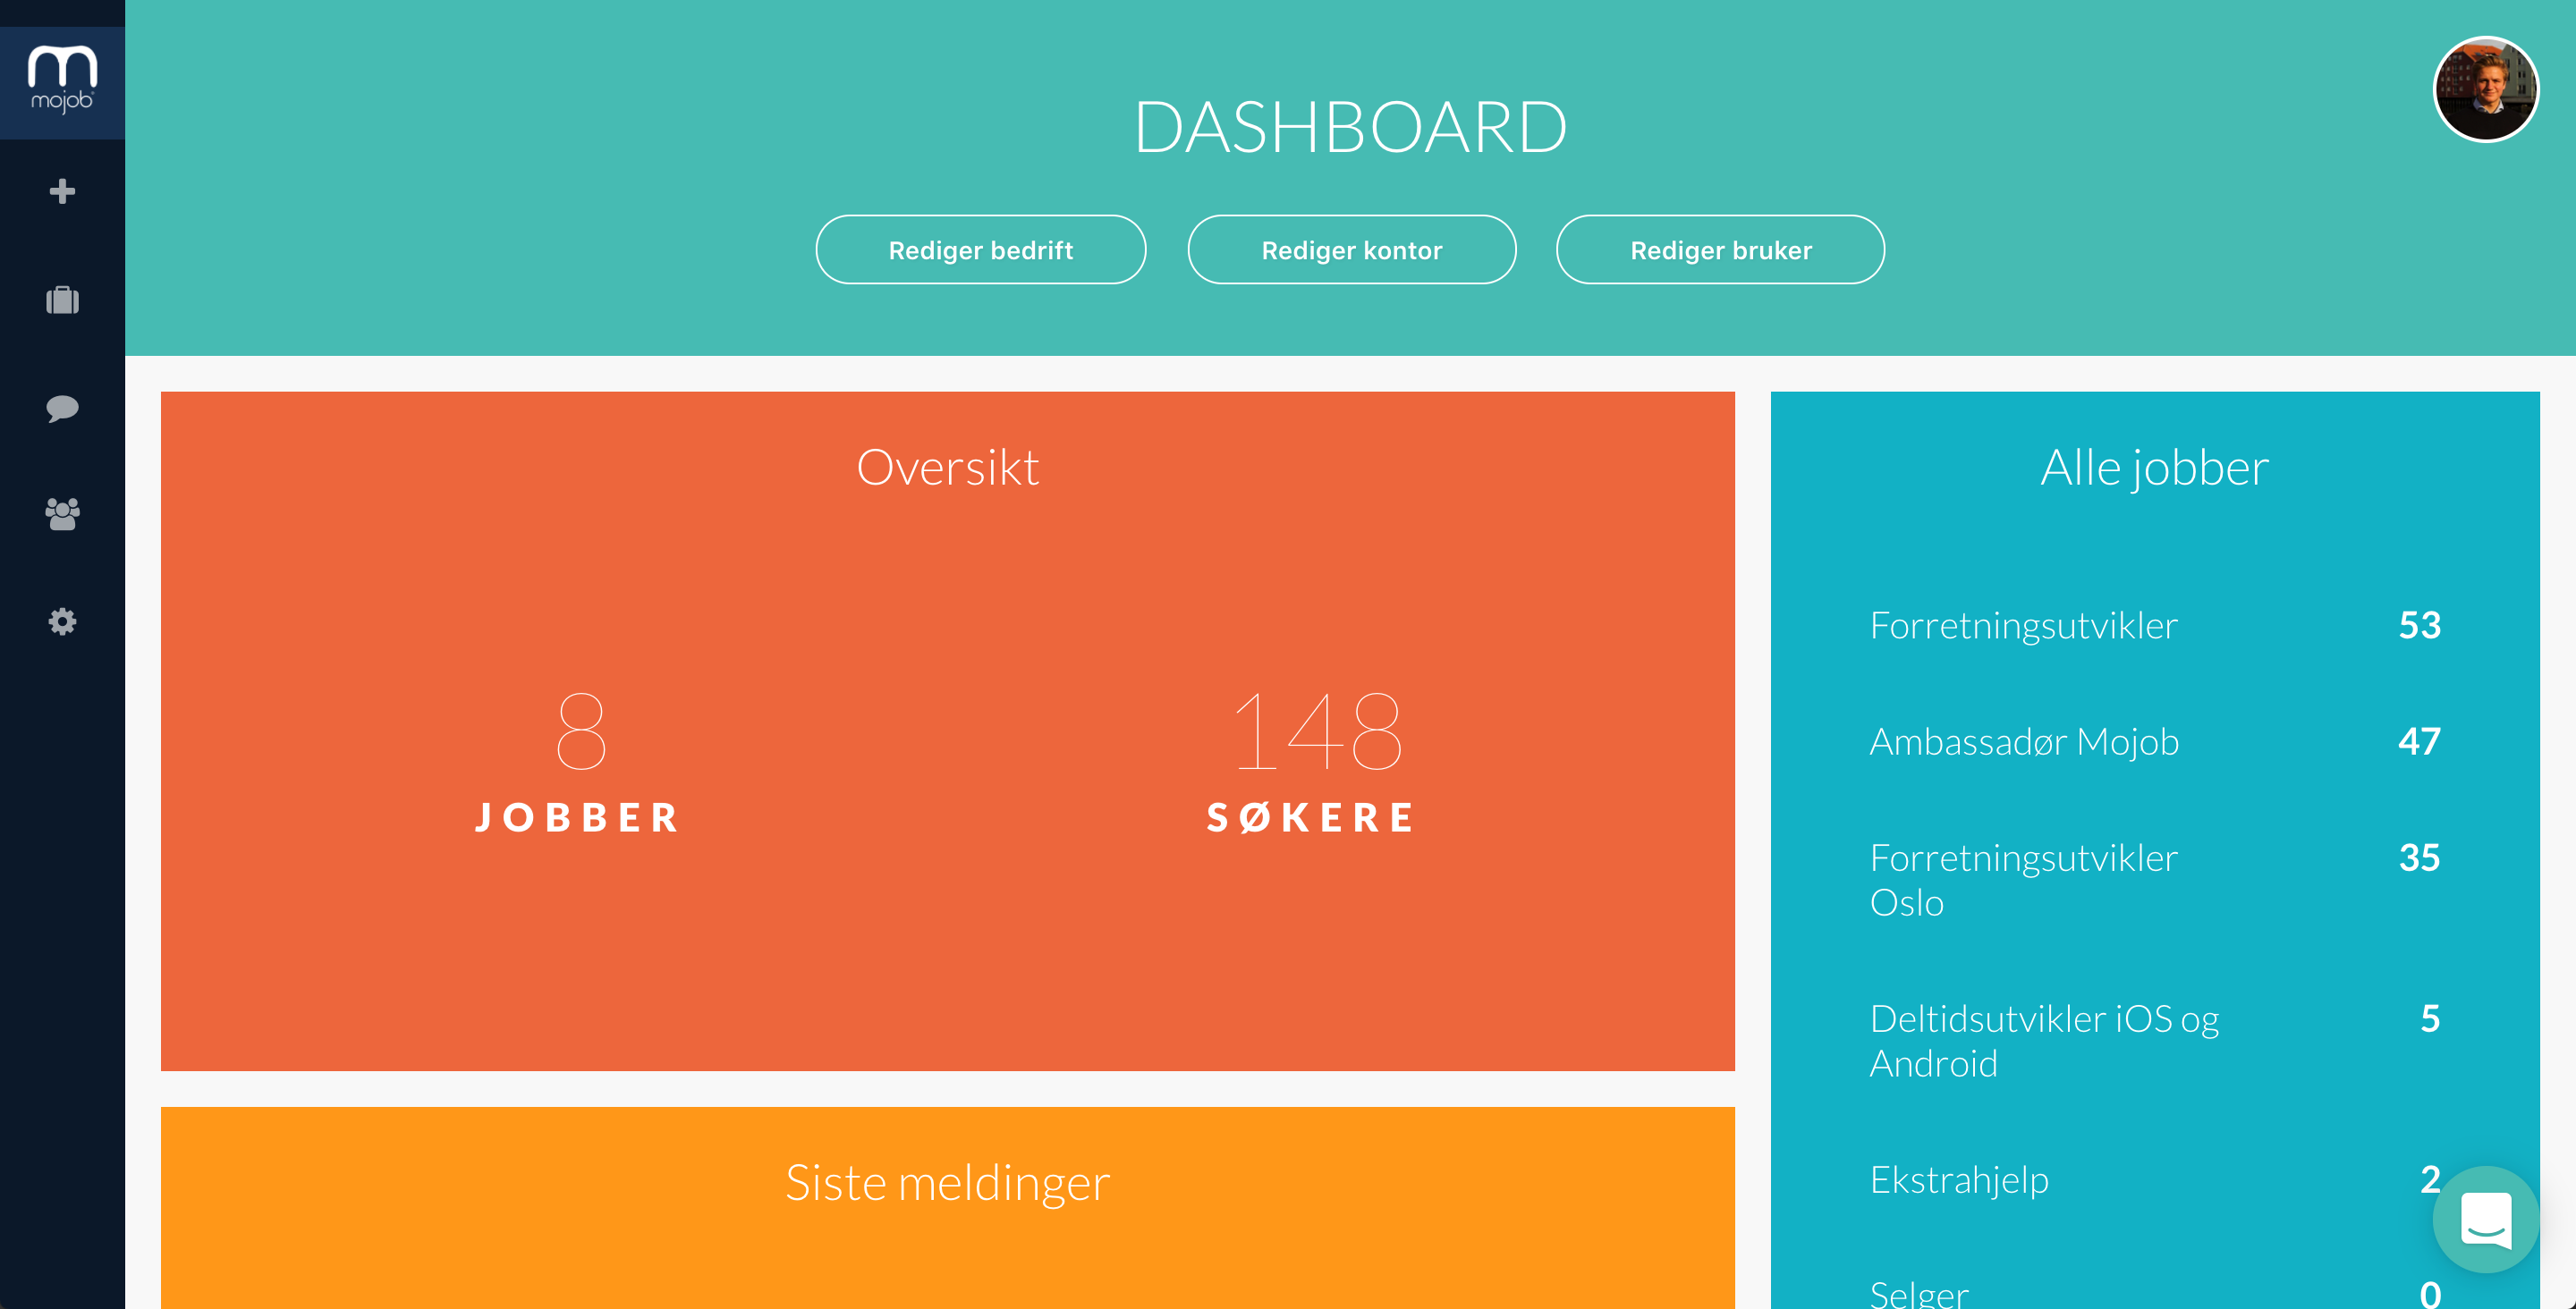 mojob
DASHBOARD
Rediger bedrift
Rediger kontor
Rediger bruker
Oversikt
8
JOBBER
148
SØKERE
Siste meldinger
Alle jobber
Forretningsutvikler 53
Ambassadør Mojob 47
Forretningsutvikler 35
Oslo
Deltidsutvikler iOS og 5
Android
Ekstrahjelp 2
Selger 0